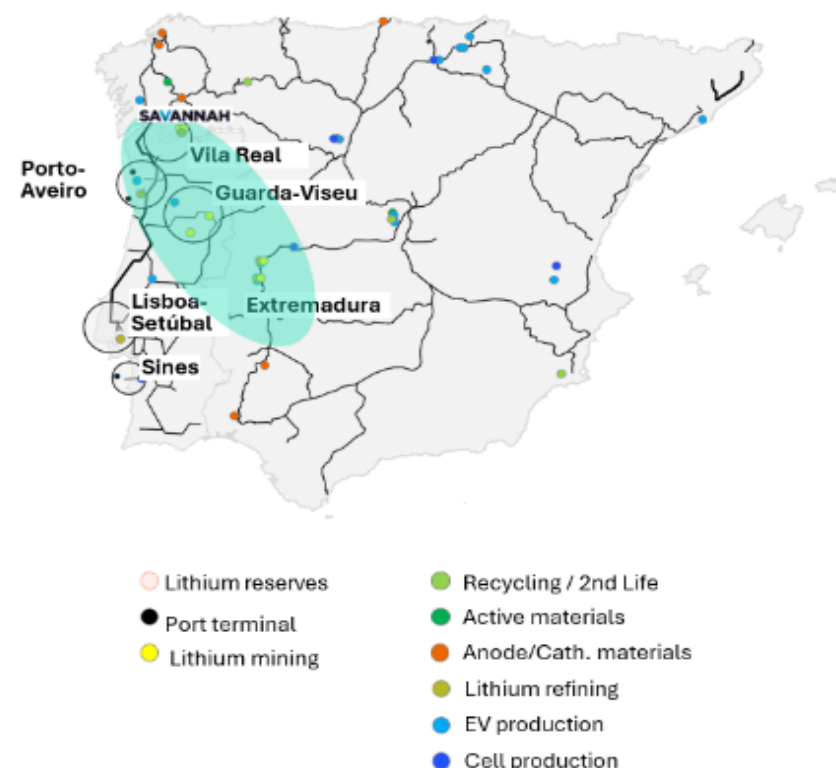 SAVANNAH
Vila Real
Porto-
Aveiro
Guarda-Viseu
Extremadura
Lisboa-
Setúbal
Sines
Lithium reserves
Port terminal
Lithium mining
Recycling / 2nd Life
Active materials
Anode/Cath. materials
Lithium refining
EV production
Cell production